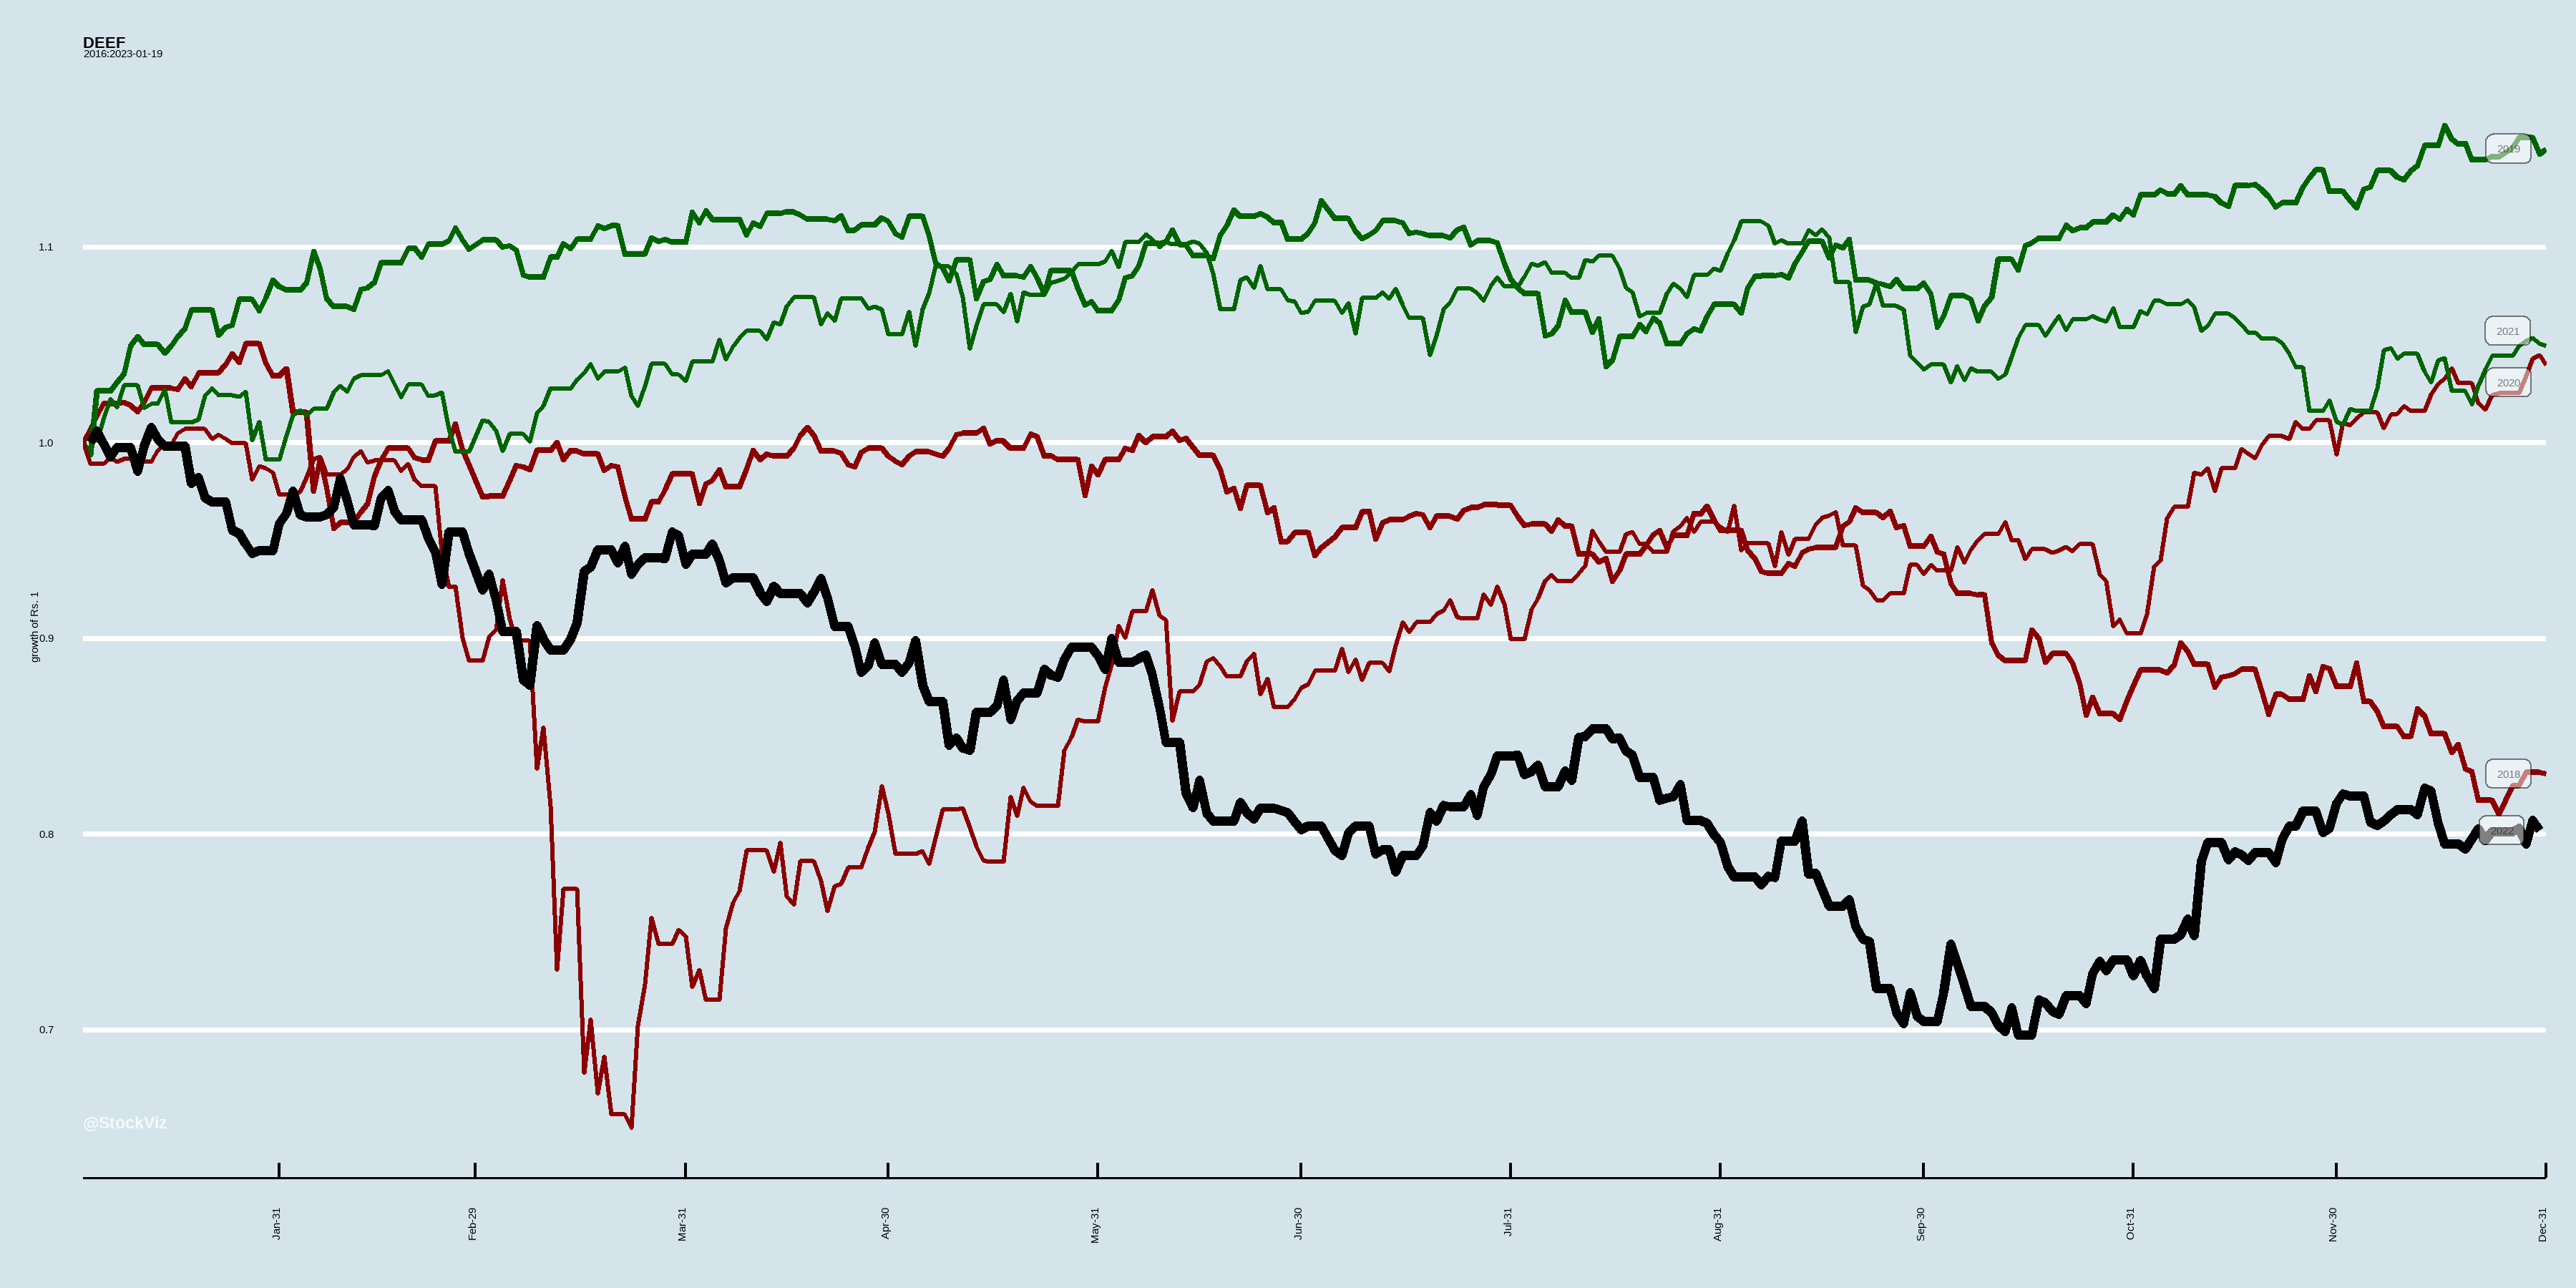 DEEF
2016:2023-01-19
2019
1.1
2021
2020
1.0
growth of Rs. 1
0.9
2018
2022
0.8
0.7
@StockViz
Jan-31
Feb-29
Mar-31
Apr-30
May-31
Jun-30
Jul-31
Aug-31
Sep-30
Oct-31
Nov-30
Dec-31